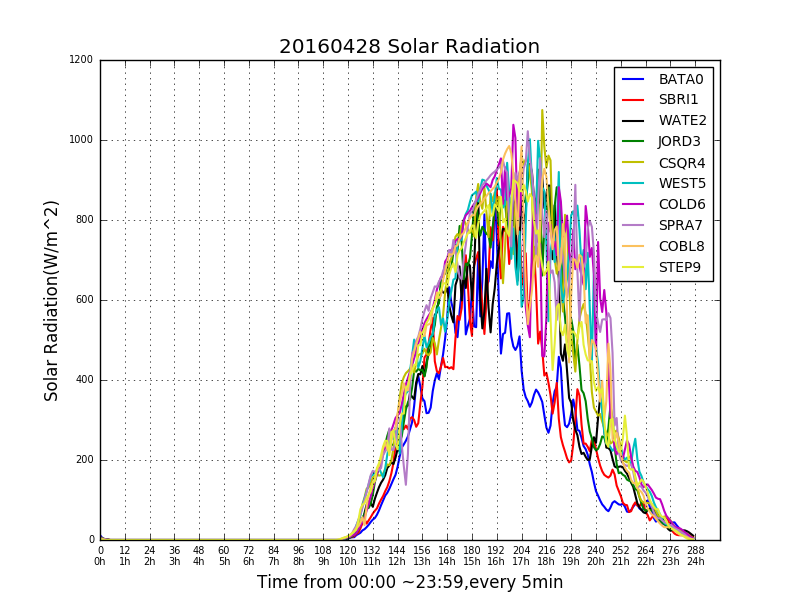 20160428 Solar Radiation
1200
1000
800
600
400
200
0
Solar Radiation(W/m^2)
BATA0
SBRI1
WATE2
JORD3
CSQR4
WEST5
COLD6
SPRA7
COBL8
STEP9
0 12 24 36 48 60 72 84 96 108 120 132 144 156 168 180 192 204 216 228 240 252 264 276 288
0h 1h 2h 3h 4h 5h 6h 7h 8h 9h 10h 11h 12h 13h 14h 15h 16h 17h 18h 19h 20h 21h 22h 23h 24h
Time from 00:00 ~23:59,every 5min